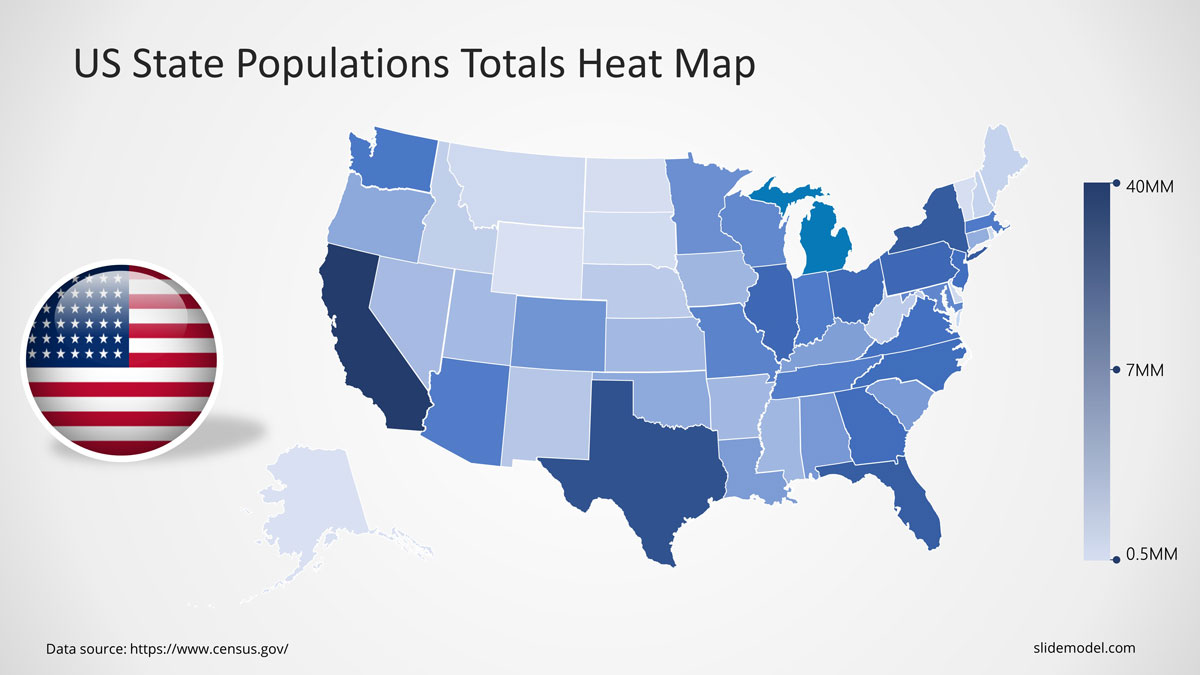 US State Populations Totals Heat Map
40MM
7MM
0.5MM
Data source: https://www.census.gov/
slidemodel.com